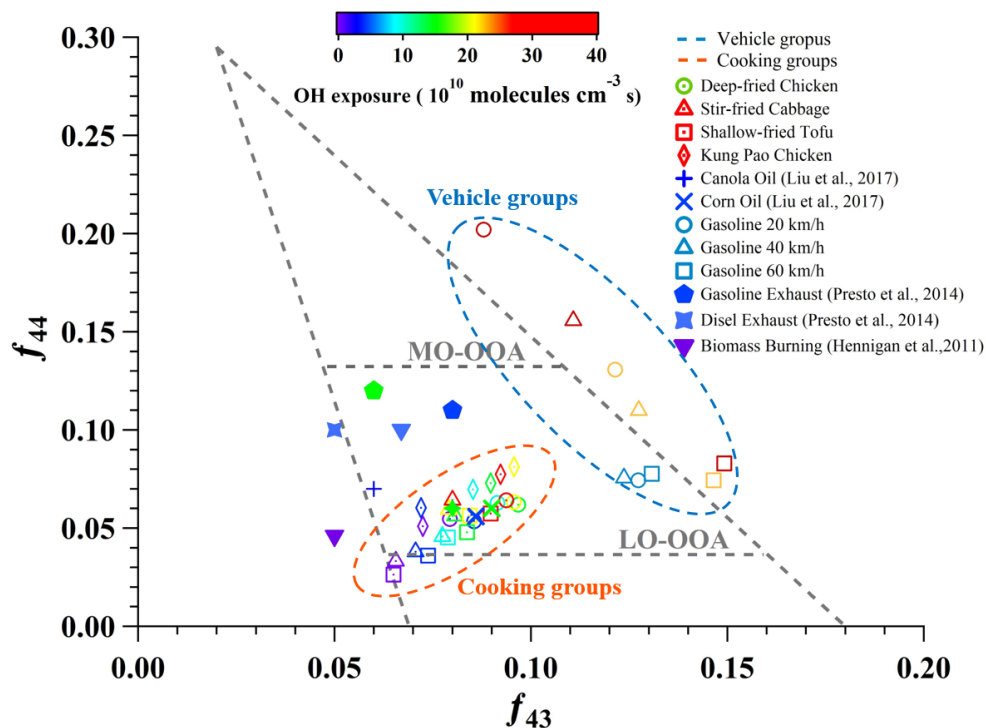 0 10 20 30 40
OH exposure ( 10^10 molecules cm^-3 s)
Vehicle gropus
Cooking groups
Deep-fried Chicken
Stir-fried Cabbage
Shallow-fried Tofu
Kung Pao Chicken
Canola Oil (Liu et al., 2017)
Corn Oil (Liu et al., 2017)
Gasoline 20 km/h
Gasoline 40 km/h
Gasoline 60 km/h
Gasoline Exhaust (Presto et al., 2014)
Disel Exhaust (Presto et al., 2014)
Biomass Burning (Hennigan et al.,2011)
Vehicle groups
MO-OOA
LO-OOA
Cooking groups
f44
0.30
0.25
0.20
0.15
0.10
0.05
0.00
0.00 0.05 0.10 0.15 0.20
f43